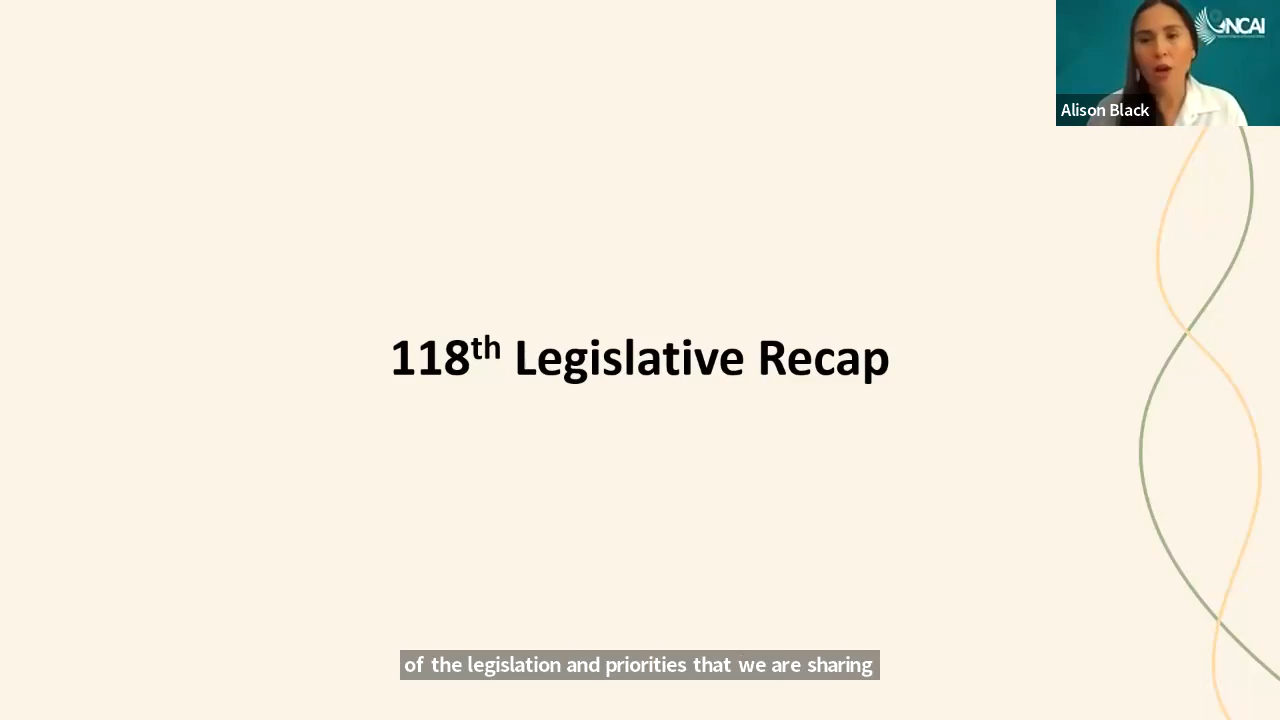 NCAI
Alison Black
118th Legislative Recap
of the legislation and priorities that we are sharing